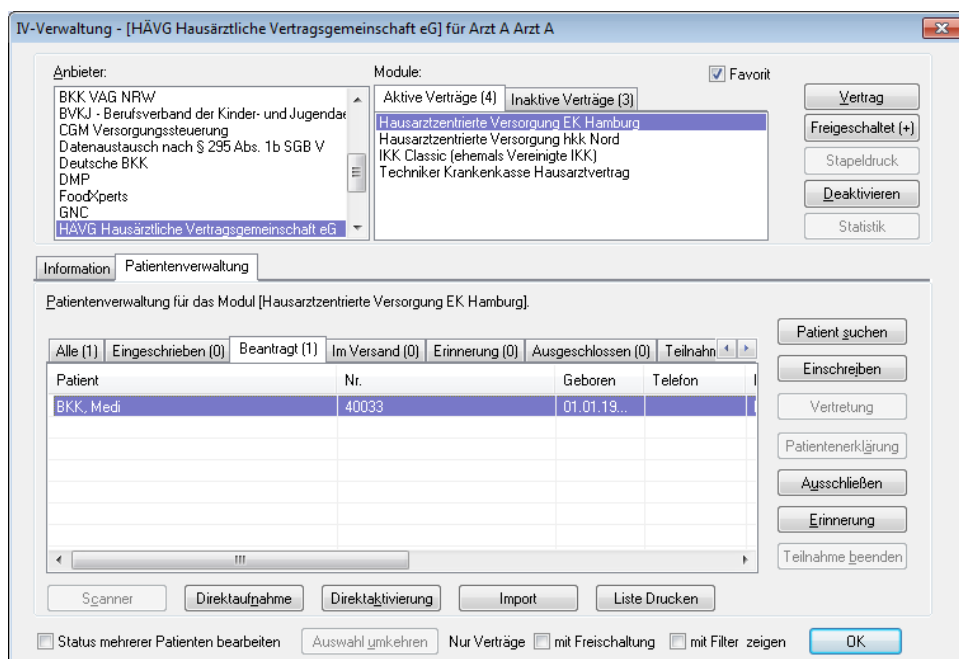 IV-Verwaltung - [HÄVG Hausärztliche Vertragsgemeinschaft eG] für Arzt A Arzt A
Anbieter:
BKK VAG NRW
BVKJ - Berufsverband der Kinder- und Jugendae
CGM Versorgungssteuerung
Datenaustausch nach § 295 Abs. 1b SGB V
Deutsche BKK
DMP
FoodXperts
GNC
HÄVG Hausärztliche Vertragsgemeinschaft eG
Module:
Favorit
Aktive Verträge (4) Inaktive Verträge (3)
Hausarztzentrierte Versorgung EK Hamburg
Hausarztzentrierte Versorgung hkk Nord
IKK Classic (ehemals Vereinigte IKK)
Techniker Krankenkasse Hausarztvertrag
Vertrag
Freigeschaltet (+)
Stapeldruck
Deaktivieren
Statistik
Information Patientenverwaltung
Patientenverwaltung für das Modul [Hausarztzentrierte Versorgung EK Hamburg].
Alle (1) Eingeschrieben (0) Beantragt (1) Im Versand (0) Erinnerung (0) Ausgeschlossen (0) Teilnahn
Patient Nr. Geboren Telefon
BKK, Medi 40033 01.01.19...
Patient suchen
Einschreiben
Vertretung
Patientenerklärung
Ausschließen
Erinnerung
Teilnahme beenden
Scanner Direktaufnahme Direktaktivierung Import Liste Drucken
Status mehrerer Patienten bearbeiten Auswahl umkehren Nur Verträge mit Freischaltung mit Filter zeigen OK